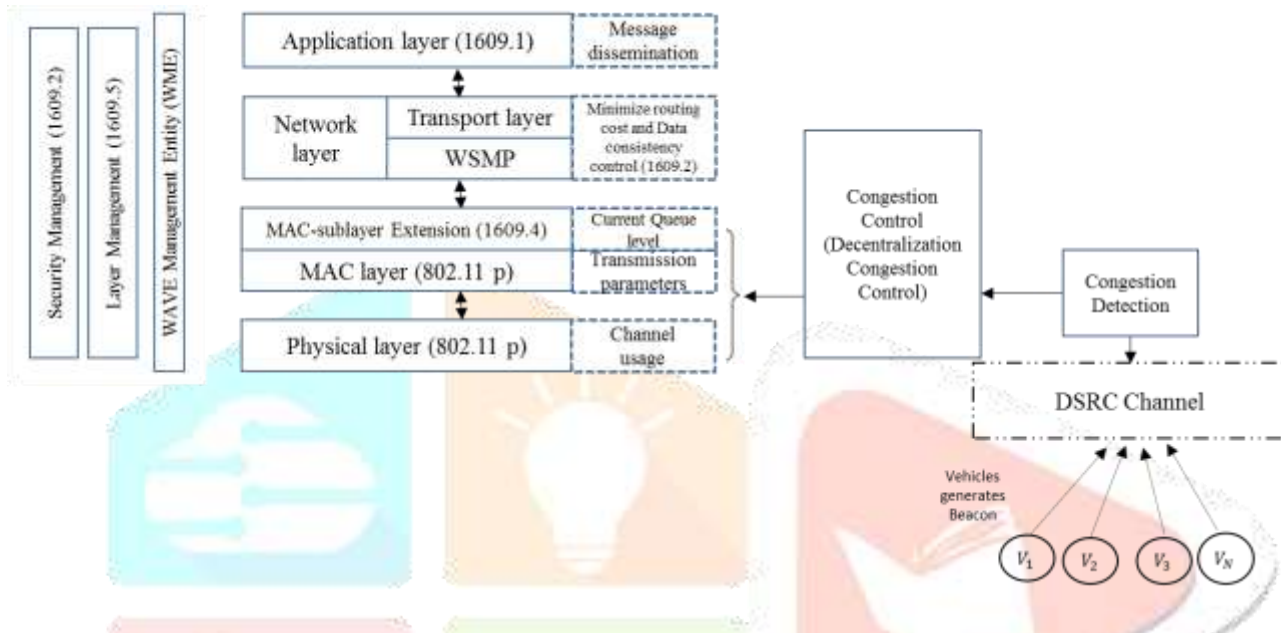 Security Management (1609.2)
Layer Management (1609.5)
WAVE Management Entity (WME)
Application layer (1609.1)
Message
dissemination
Network
layer
Transport layer
WSMP
Minimize routing
cost and Data
consistency
control (1609.2)
MAC-sublayer Extension (1609.4)
Current Queue
level
MAC layer (802.11 p)
Transmission
parameters
Physical layer (802.11 p)
Channel
usage
Congestion
Control
(Decentralization
Congestion
Control)
Congestion
Detection
DSRC Channel
Vehicles
generates
Beacon
V₁ V₂ V₃ V_N